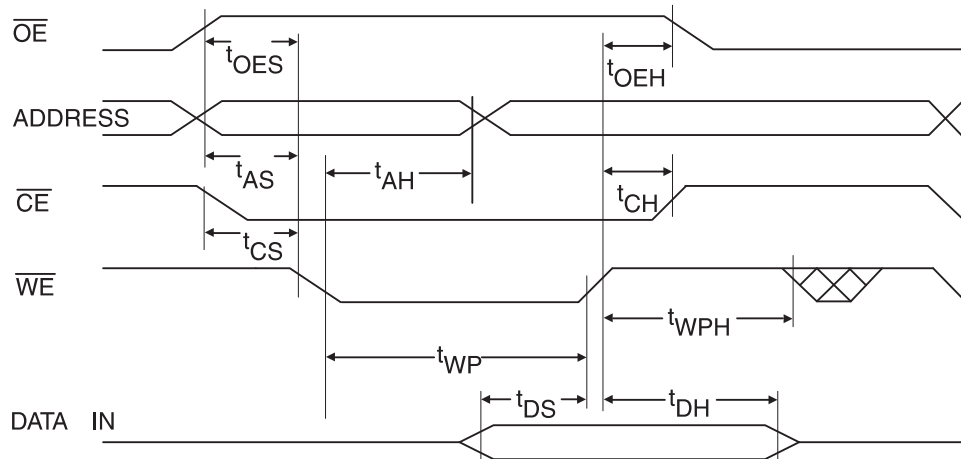 OE
tOES
tOEH
ADDRESS
tAS
tAH
CE
tCH
tCS
WE
tWPH
tWP
tDS
tDH
DATA IN